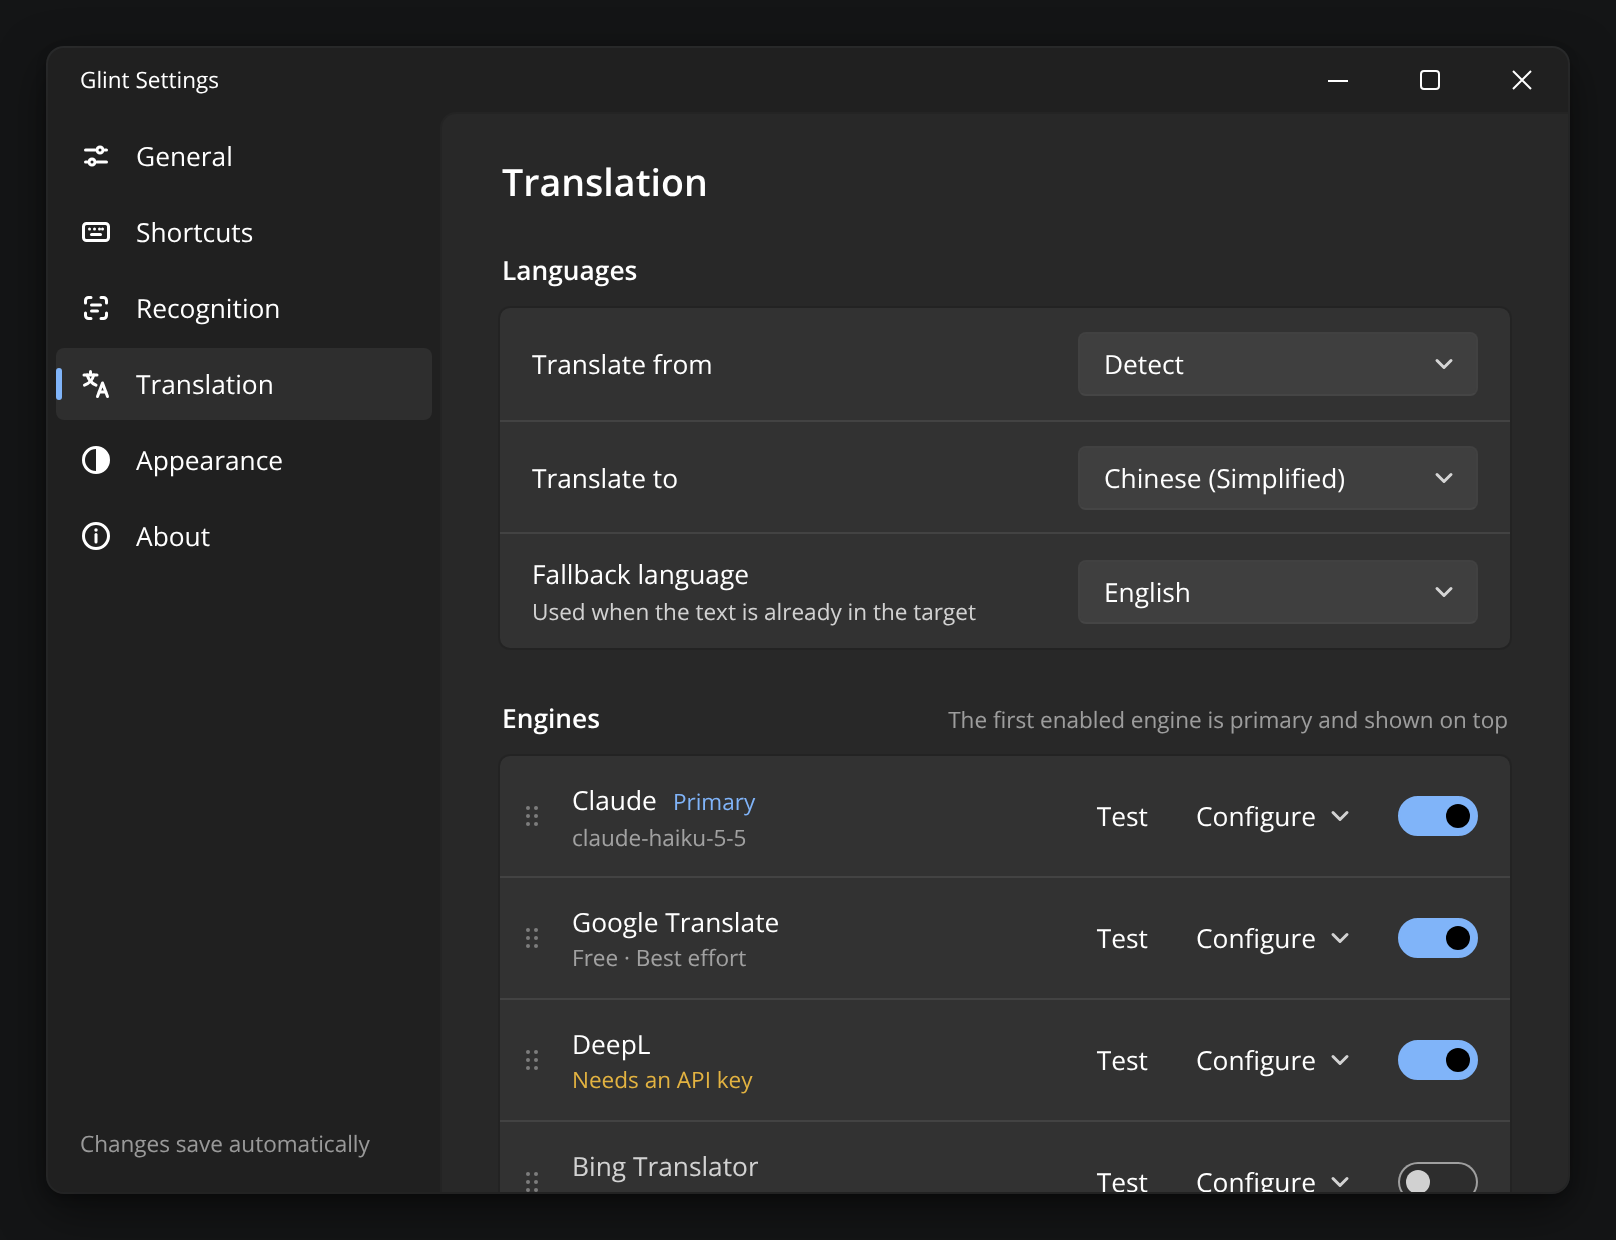 Glint Settings
General
Shortcuts
Recognition
Translation
Appearance
About
Changes save automatically
Translation
Languages
Translate from
Detect
Translate to
Chinese (Simplified)
Fallback language
Used when the text is already in the target
English
Engines
The first enabled engine is primary and shown on top
Claude Primary
claude-haiku-5-5
Test Configure
Google Translate
Free · Best effort
Test Configure
DeepL
Needs an API key
Test Configure
Bing Translator
Test Configure